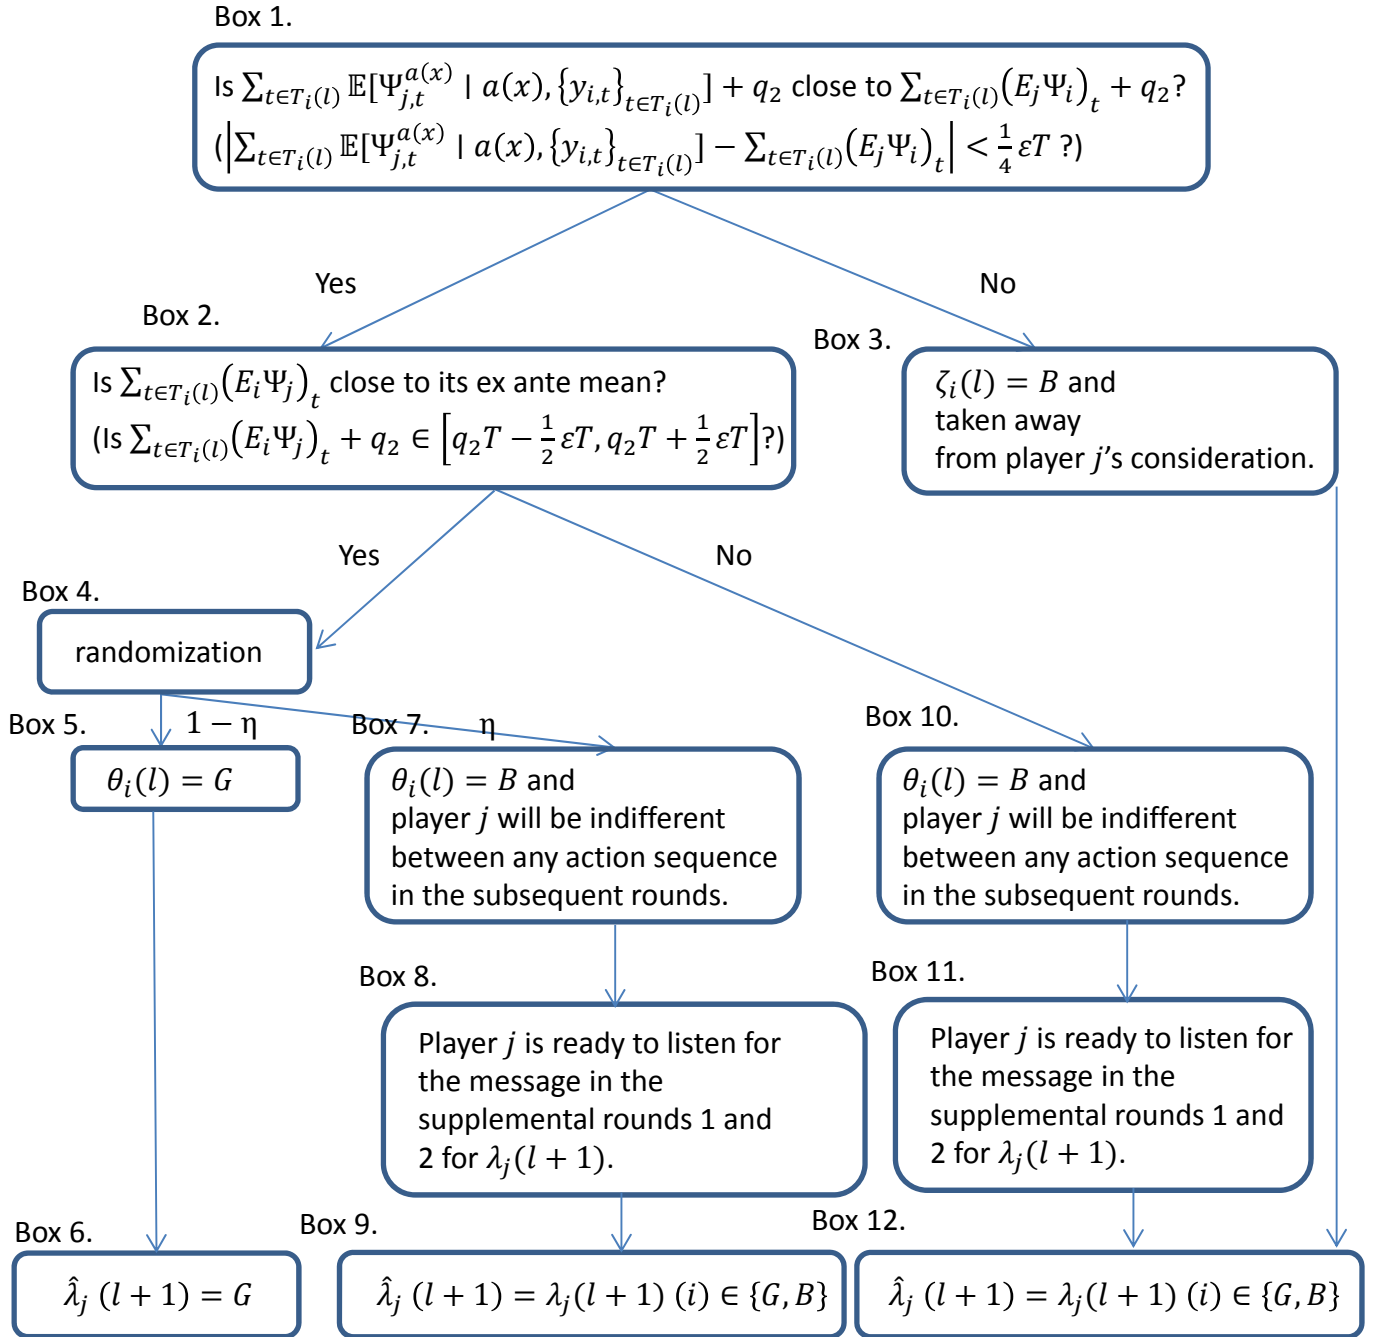 Box 1.
Is ∑_{t∈T_i(l)} 𝔼[Ψ_{j,t}^{a(x)} ∣ a(x), {y_{i,t}}_{t∈T_i(l)}] + q_2 close to ∑_{t∈T_i(l)}(E_jΨ_i)_t + q_2?
(|∑_{t∈T_i(l)} 𝔼[Ψ_{j,t}^{a(x)} ∣ a(x), {y_{i,t}}_{t∈T_i(l)}] − ∑_{t∈T_i(l)}(E_jΨ_i)_t| < 1/4 εT ?)
Yes
No
Box 2.
Is ∑_{t∈T_i(l)}(E_iΨ_j)_t close to its ex ante mean?
(Is ∑_{t∈T_i(l)}(E_iΨ_j)_t + q_2 ∈ [q_2T − 1/2 εT, q_2T + 1/2 εT]?)
Box 3.
ζ_i(l) = B and
taken away
from player j's consideration.
Yes
No
Box 4.
randomization
Box 5.
1 − η
θ_i(l) = G
Box 7.
η
θ_i(l) = B and
player j will be indifferent
between any action sequence
in the subsequent rounds.
Box 10.
θ_i(l) = B and
player j will be indifferent
between any action sequence
in the subsequent rounds.
Box 8.
Player j is ready to listen for
the message in the
supplemental rounds 1 and
2 for λ_j(l + 1).
Box 11.
Player j is ready to listen for
the message in the
supplemental rounds 1 and
2 for λ_j(l + 1).
Box 6.
λ̂_j (l + 1) = G
Box 9.
λ̂_j (l + 1) = λ_j(l + 1) (i) ∈ {G, B}
Box 12.
λ̂_j (l + 1) = λ_j(l + 1) (i) ∈ {G, B}